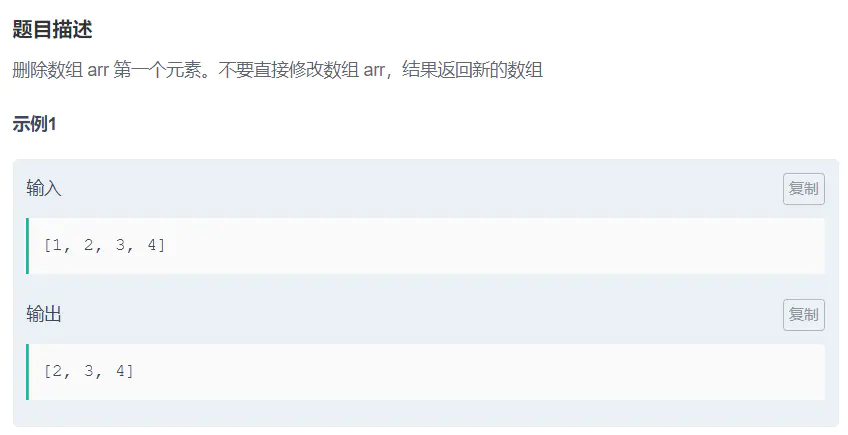 题目描述
删除数组 arr 第一个元素。不要直接修改数组 arr，结果返回新的数组
示例1
输入
复制
[1, 2, 3, 4]
输出
复制
[2, 3, 4]